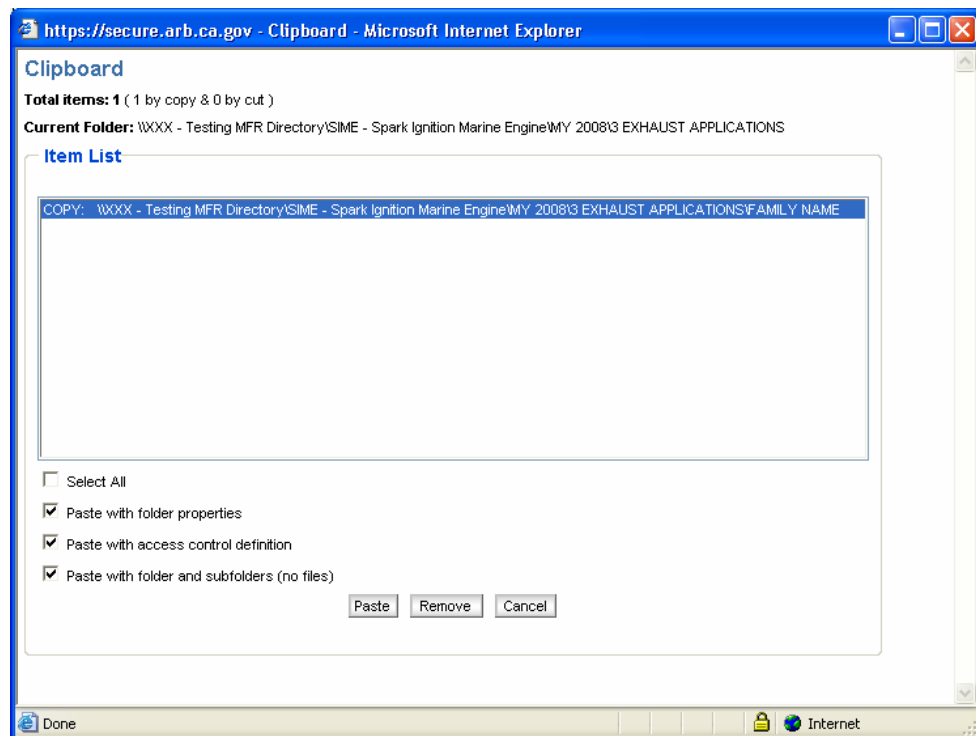 https://secure.arb.ca.gov - Clipboard - Microsoft Internet Explorer
Clipboard
Total items: 1 ( 1 by copy & 0 by cut )
Current Folder: \\XXX - Testing MFR Directory\SIME - Spark Ignition Marine Engine\MY 2008\3 EXHAUST APPLICATIONS
Item List
COPY: \\XXX - Testing MFR Directory\SIME - Spark Ignition Marine Engine\MY 2008\3 EXHAUST APPLICATIONS\FAMILY NAME
Select All
Paste with folder properties
Paste with access control definition
Paste with folder and subfolders (no files)
Paste Remove Cancel
Done Internet